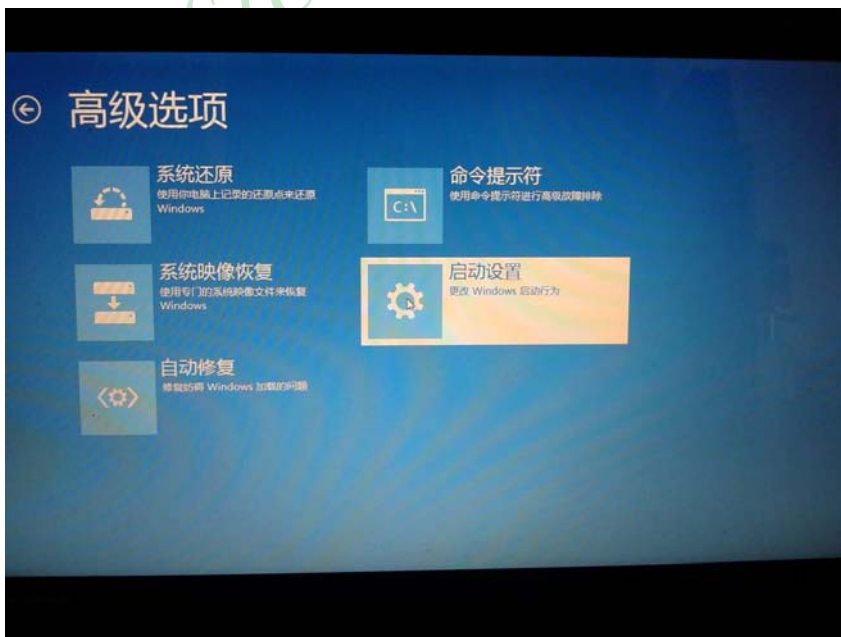 高级选项
系统还原
使用你电脑上记录的还原点来还原
Windows
命令提示符
使用命令提示符进行高级故障排除
C:\
系统映像恢复
使用专门的系统映像文件来恢复
Windows
启动设置
更改 Windows 启动行为
自动修复
修复妨碍 Windows 加载的问题